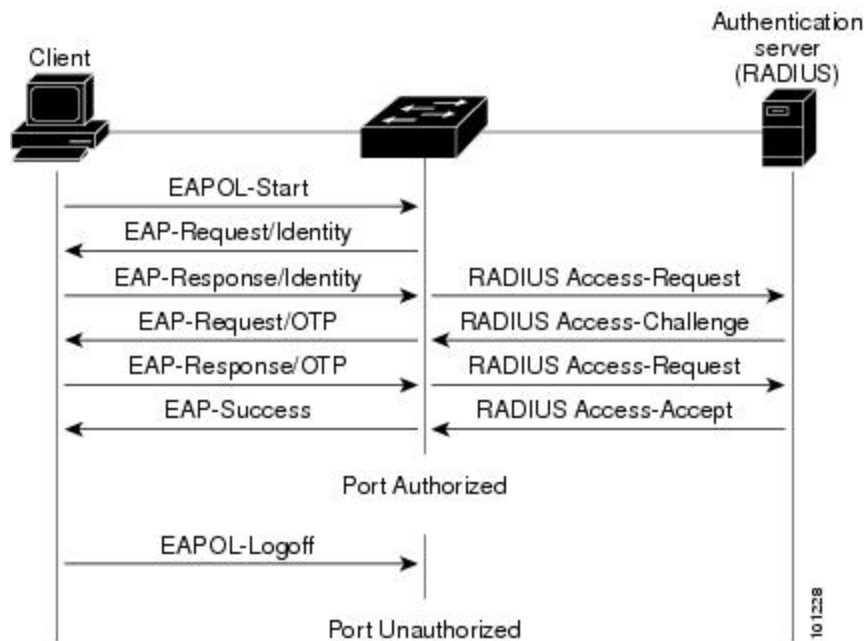 Authentication
server
(RADIUS)
Client
EAPOL-Start
EAP-Request/Identity
EAP-Response/Identity
RADIUS Access-Request
EAP-Request/OTP
RADIUS Access-Challenge
EAP-Response/OTP
RADIUS Access-Request
EAP-Success
RADIUS Access-Accept
Port Authorized
EAPOL-Logoff
Port Unauthorized
101228